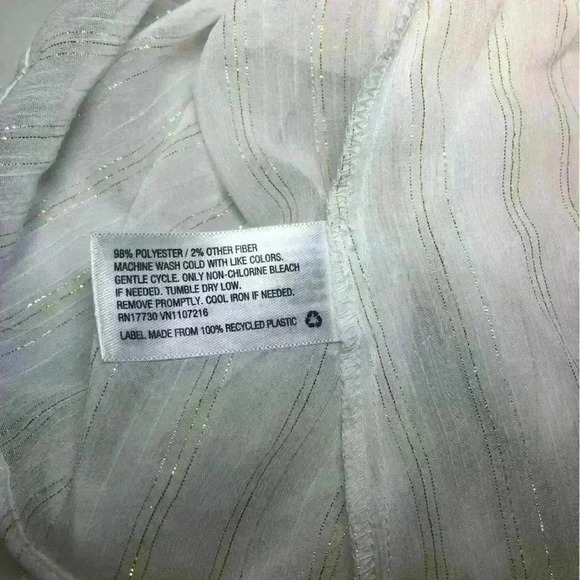 98% POLYESTER / 2% OTHER FIBER
MACHINE WASH COLD WITH LIKE COLORS.
GENTLE CYCLE. ONLY NON-CHLORINE BLEACH
IF NEEDED. TUMBLE DRY LOW.
REMOVE PROMPTLY. COOL IRON IF NEEDED.
RN17730 VN1107216
LABEL MADE FROM 100% RECYCLED PLASTIC